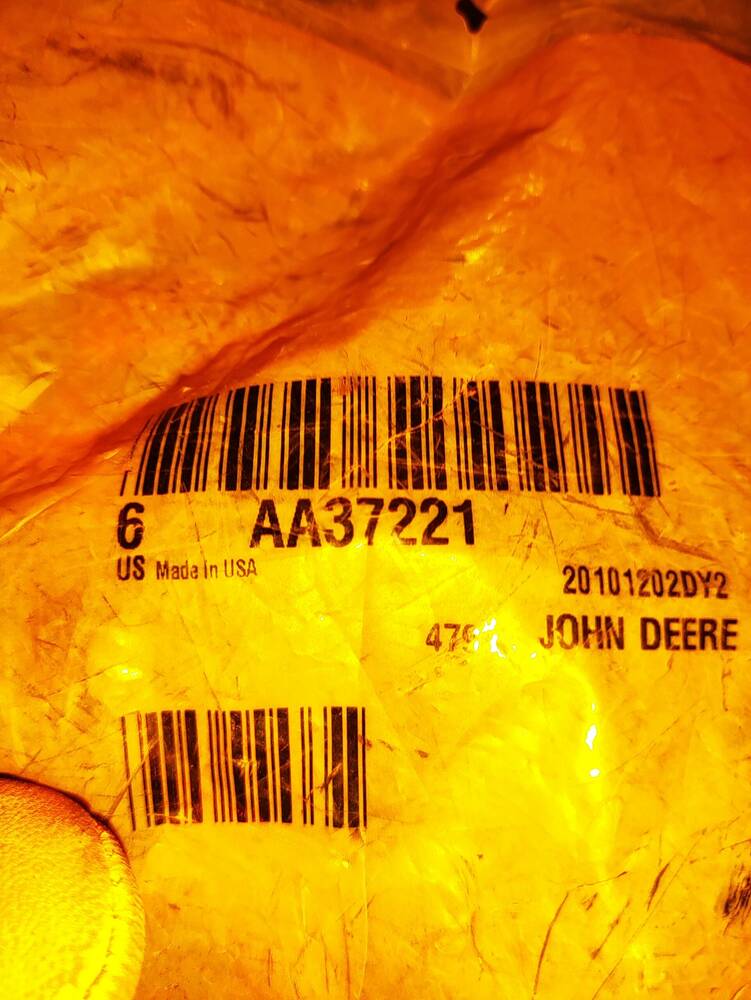 6 AA37221
US Made In USA
20101202DY2
JOHN DEERE